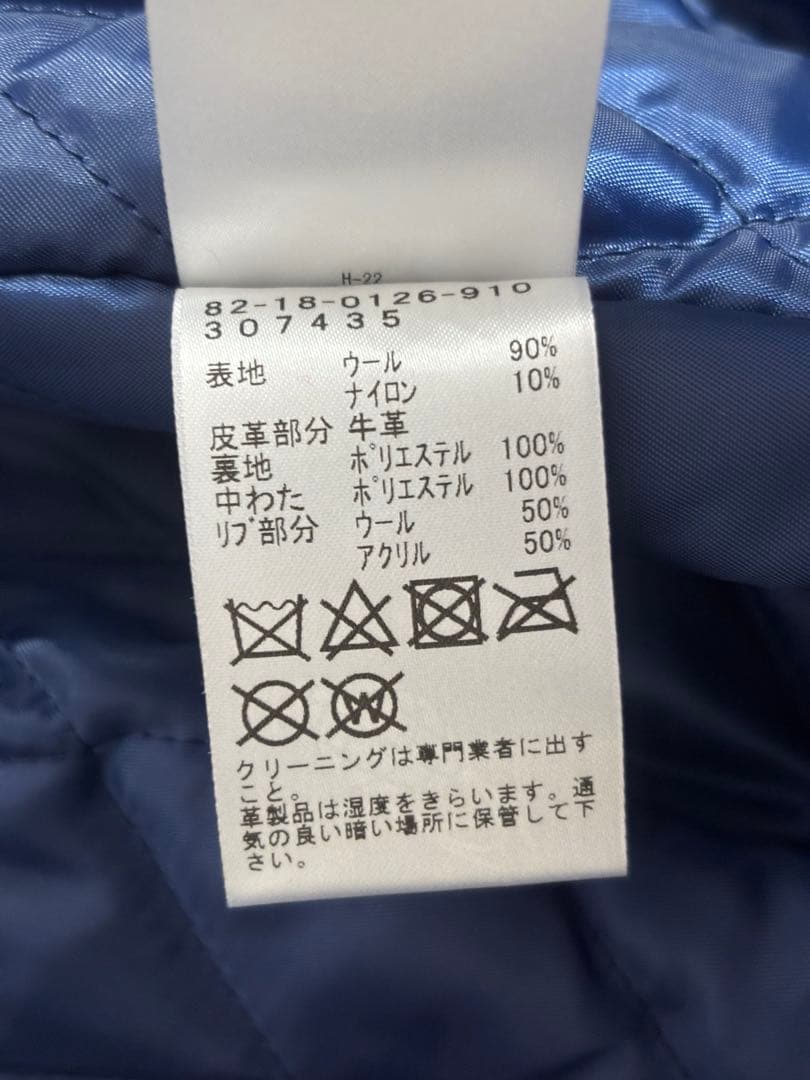 H-22
82-18-0126-910
307435
表地 ウール 90%
ナイロン 10%
皮革部分 牛革
裏地 ポリエステル 100%
中わた ポリエステル 100%
リブ部分 ウール 50%
アクリル 50%
W
クリーニングは専門業者に出す
こと。
革製品は湿度をきらいます。通
気の良い暗い場所に保管して下
さい。